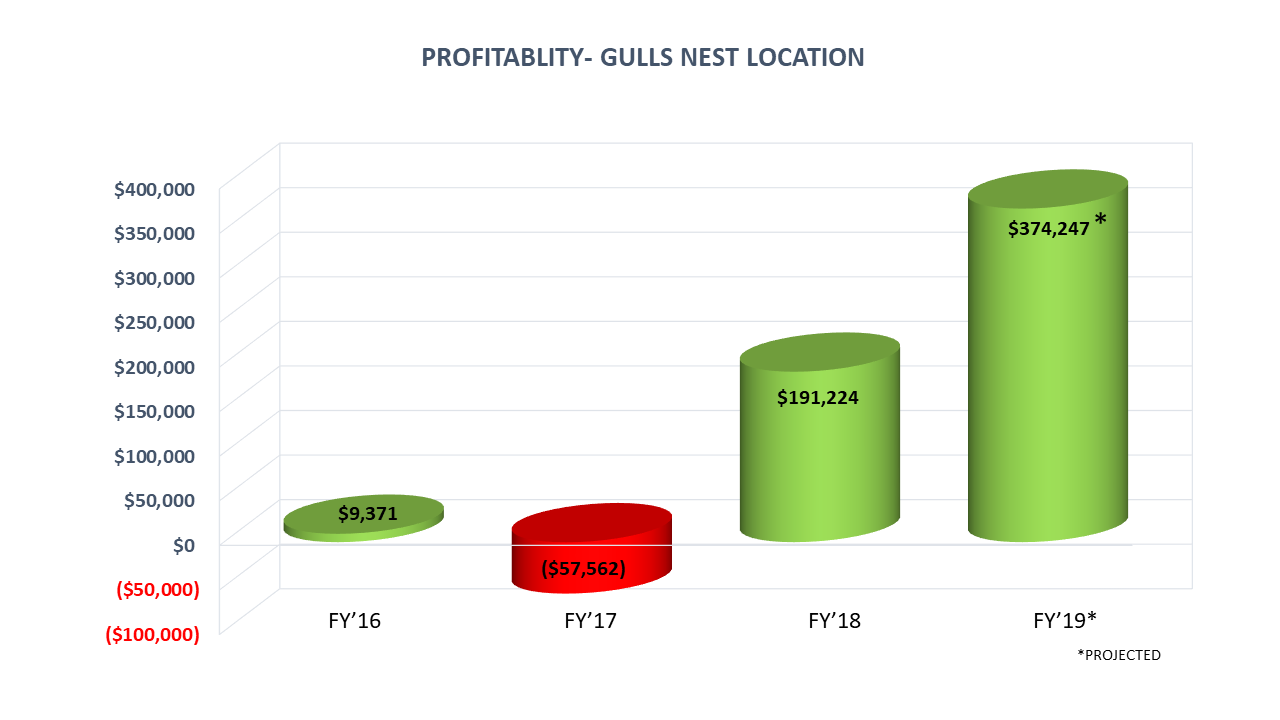 PROFITABLITY- GULLS NEST LOCATION
$400,000
$350,000
$300,000
$250,000
$200,000
$150,000
$100,000
$50,000
$0
($50,000)
($100,000)
$9,371
($57,562)
$191,224
$374,247 *
FY’16
FY’17
FY’18
FY’19*
*PROJECTED